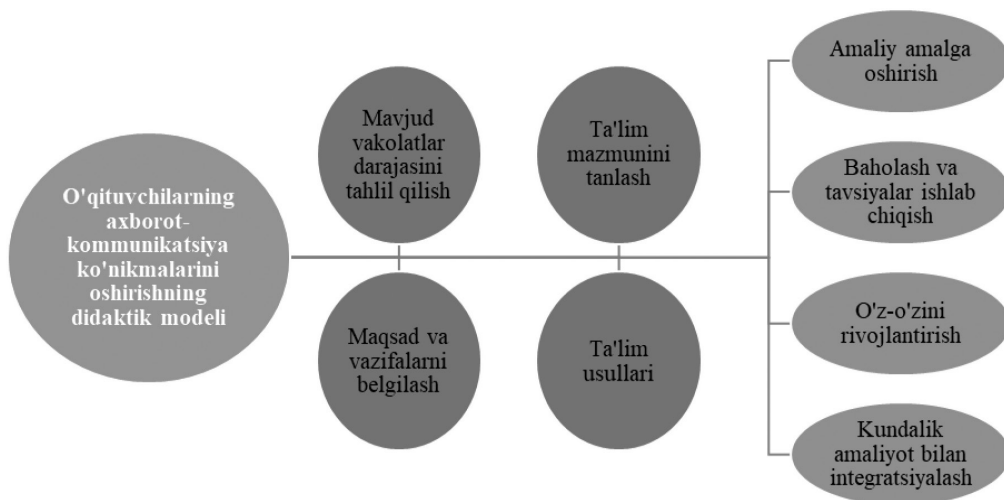 O'qituvchilarning
axborot-
kommunikatsiya
ko'nikmalarini
oshirishning
didaktik modeli
Mavjud
vakolatlar
darajasini
tahlil qilish
Maqsad va
vazifalarni
belgilash
Ta'lim
mazmunini
tanlash
Ta'lim
usullari
Amaliy amalga
oshirish
Baholash va
tavsiyalar ishlab
chiqish
O'z-o'zini
rivojlantirish
Kundalik
amaliyot bilan
integratsiyalash